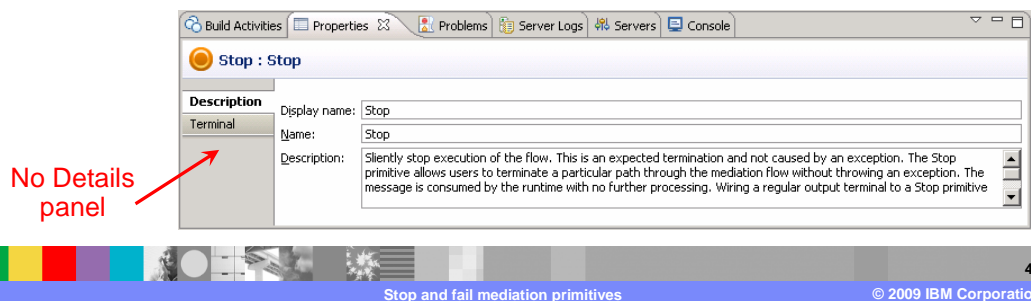 Build Activities Properties Problems Server Logs Servers Console
Stop : Stop
Description
Terminal
Display name: Stop
Name: Stop
Description: Sliently stop execution of the flow. This is an expected termination and not caused by an exception. The Stop
primitive allows users to terminate a particular path through the mediation flow without throwing an exception. The
message is consumed by the runtime with no further processing. Wiring a regular output terminal to a Stop primitive
No Details
panel
4
Stop and fail mediation primitives © 2009 IBM Corporatio